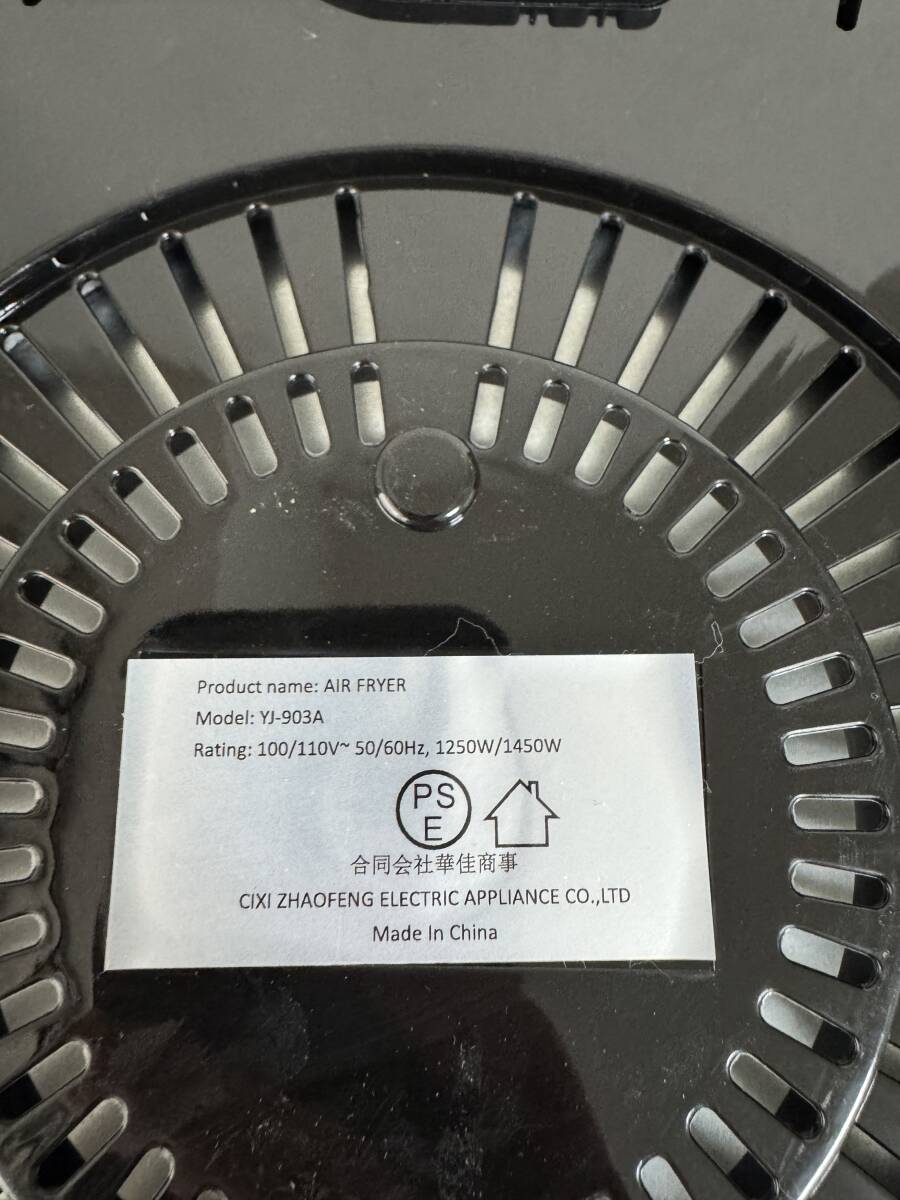 Product name: AIR FRYER
Model: YJ-903A
Rating: 100/110V~ 50/60Hz, 1250W/1450W
PS
E
合同会社華佳商事
CIXI ZHAOFENG ELECTRIC APPLIANCE CO.,LTD
Made In China